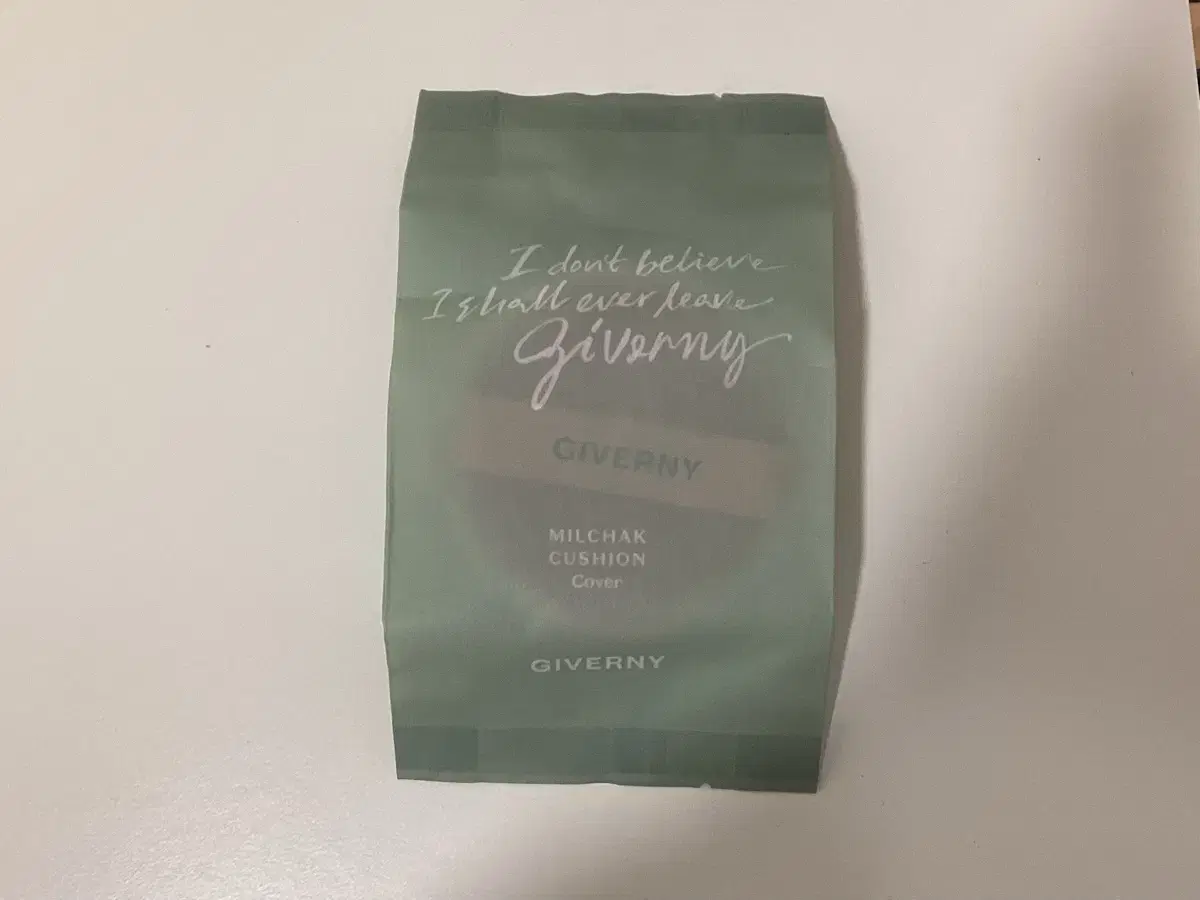 I don't believe
I shall ever leave
Giverny
GIVERNY
MILCHAK
CUSHION
Cover
GIVERNY